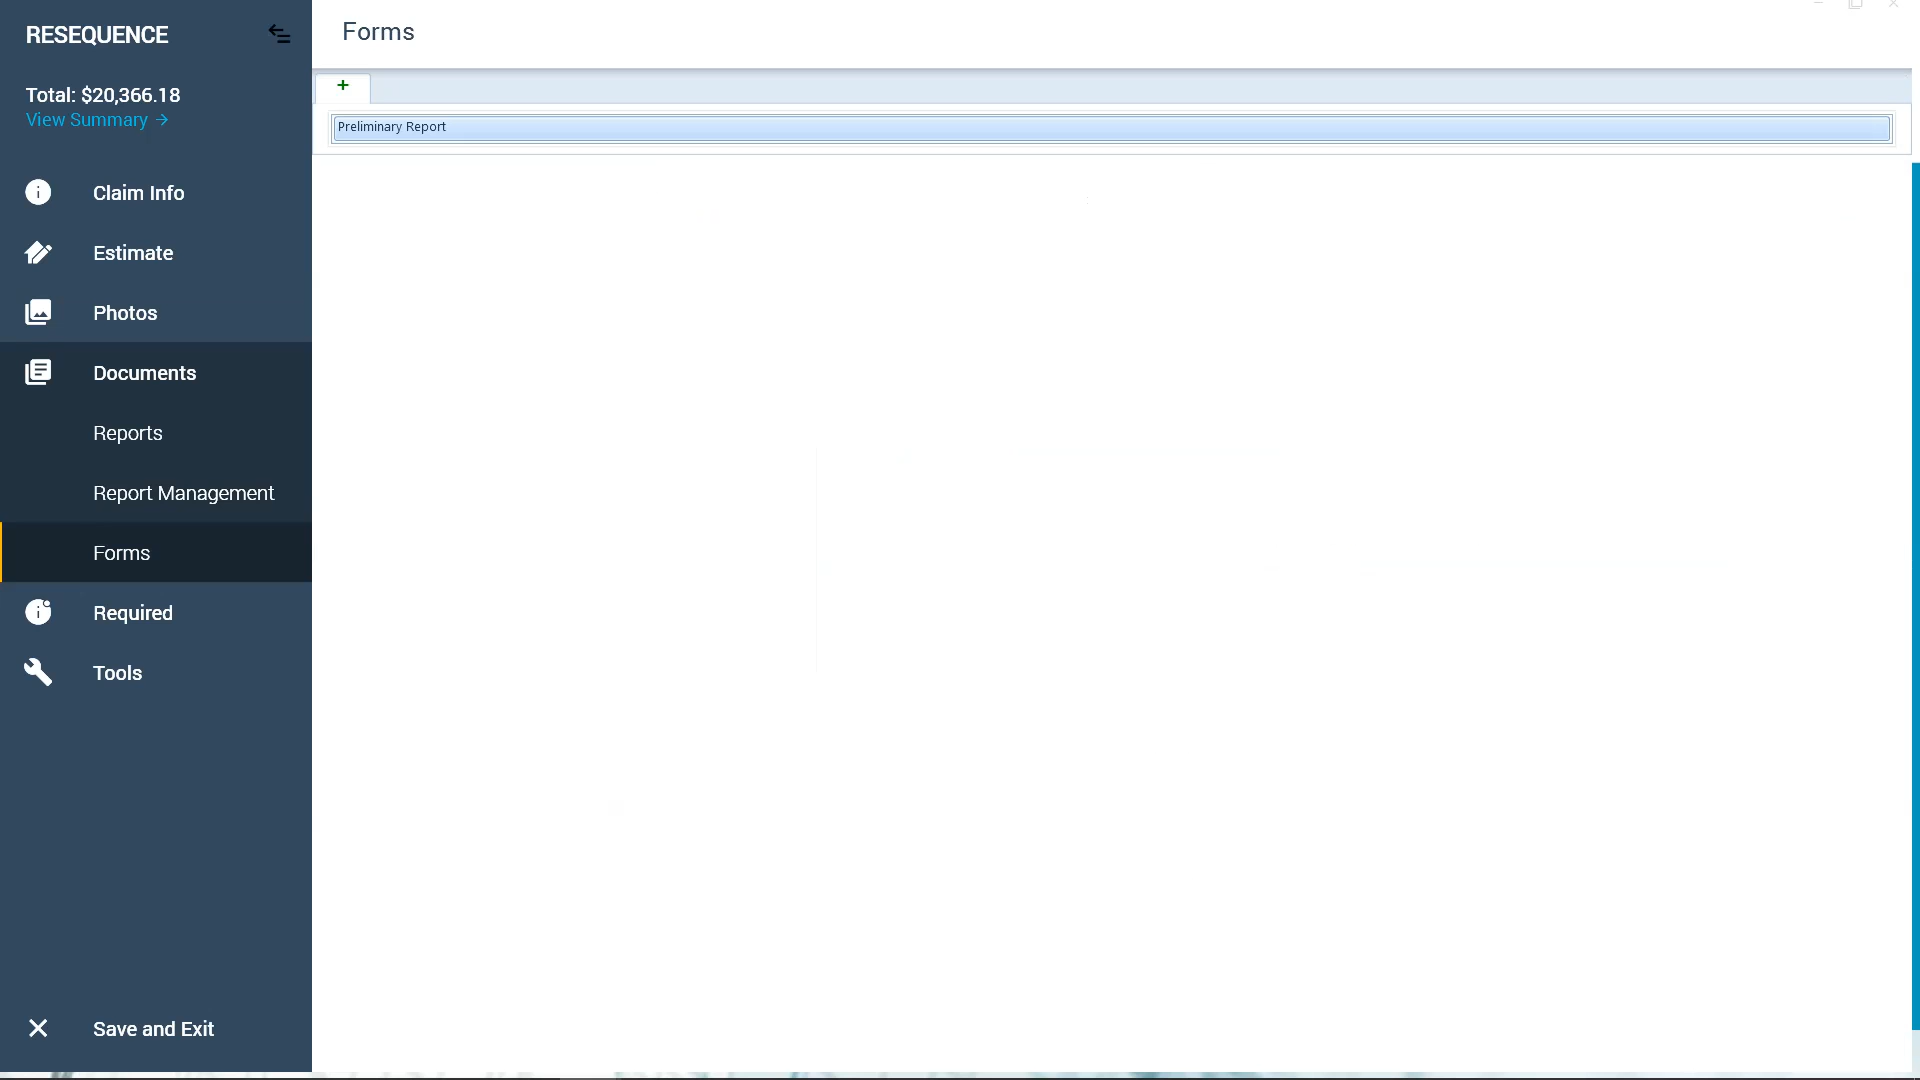 RESEQUENCE
Total: $20,366.18
View Summary →
Claim Info
Estimate
Photos
Documents
Reports
Report Management
Forms
Required
Tools
Save and Exit
Forms
+
Preliminary Report